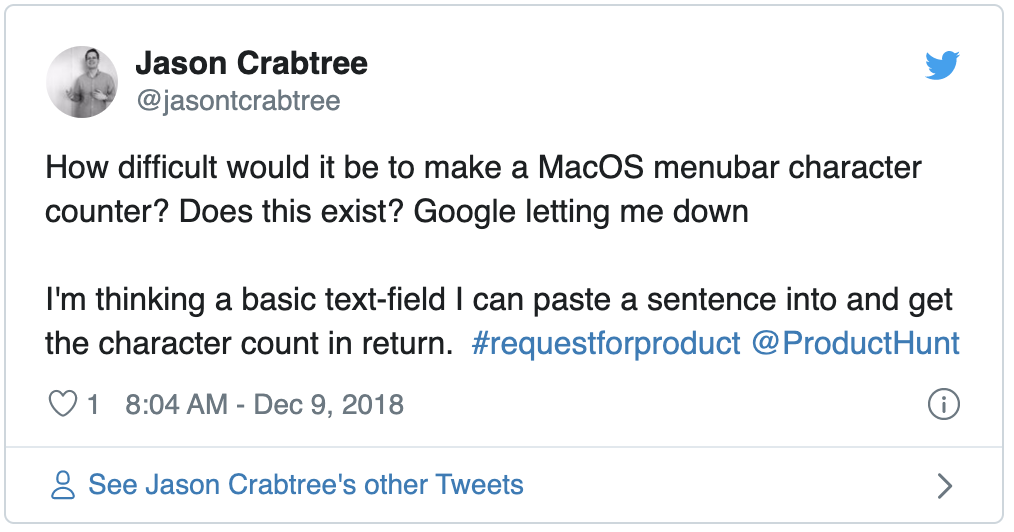 Jason Crabtree
@jasontcrabtree
How difficult would it be to make a MacOS menubar character
counter? Does this exist? Google letting me down
I'm thinking a basic text-field I can paste a sentence into and get
the character count in return. #requestforproduct @ProductHunt
1 8:04 AM - Dec 9, 2018
See Jason Crabtree's other Tweets